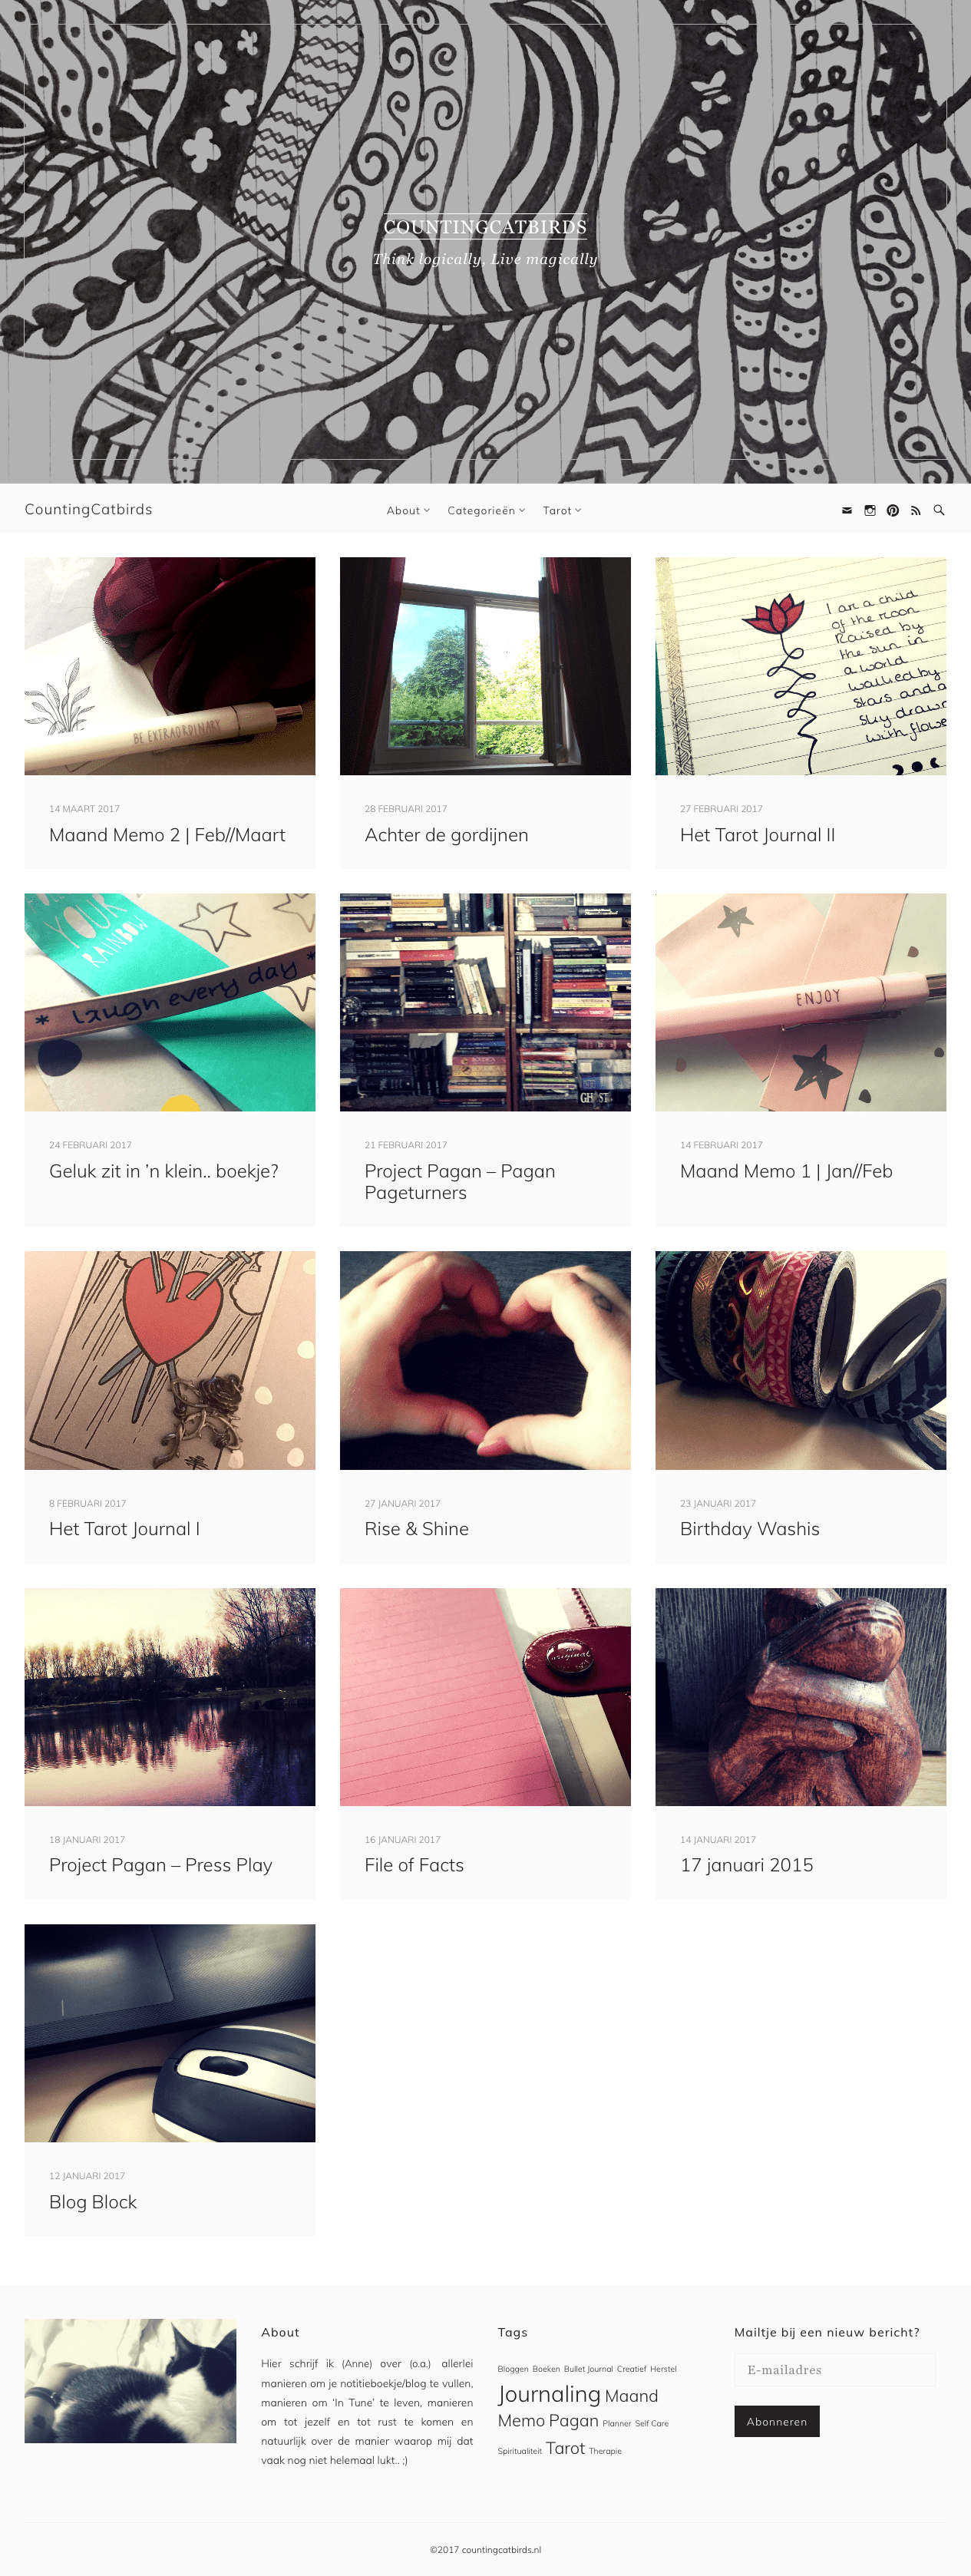 COUNTINGCATBIRDS
Think logically, Live magically
CountingCatbirds
About
Categorieën
Tarot
BE EXTRAORDINARY
I am a child
of the moon
Raised by
the sun in
a world
walked by
stars and a
sky drawn
with flowe
14 MAART 2017
Maand Memo 2 | Feb//Maart
28 FEBRUARI 2017
Achter de gordijnen
27 FEBRUARI 2017
Het Tarot Journal II
YOUR
RAINBOW
* laugh every day *
GHOST
ENJOY
24 FEBRUARI 2017
Geluk zit in ’n klein.. boekje?
21 FEBRUARI 2017
Project Pagan – Pagan
Pageturners
14 FEBRUARI 2017
Maand Memo 1 | Jan//Feb
8 FEBRUARI 2017
Het Tarot Journal I
27 JANUARI 2017
Rise & Shine
23 JANUARI 2017
Birthday Washis
original
18 JANUARI 2017
Project Pagan – Press Play
16 JANUARI 2017
File of Facts
14 JANUARI 2017
17 januari 2015
12 JANUARI 2017
Blog Block
About
Hier schrijf ik (Anne) over (o.a.) allerlei
manieren om je notitieboekje/blog te vullen,
manieren om ‘In Tune’ te leven, manieren
om tot jezelf en tot rust te komen en
natuurlijk over de manier waarop mij dat
vaak nog niet helemaal lukt.. ;)
Tags
Bloggen Boeken Bullet Journal Creatief Herstel
Journaling Maand
Memo Pagan Planner Self Care
Spiritualiteit Tarot Therapie
Mailtje bij een nieuw bericht?
E-mailadres
Abonneren
©2017 countingcatbirds.nl